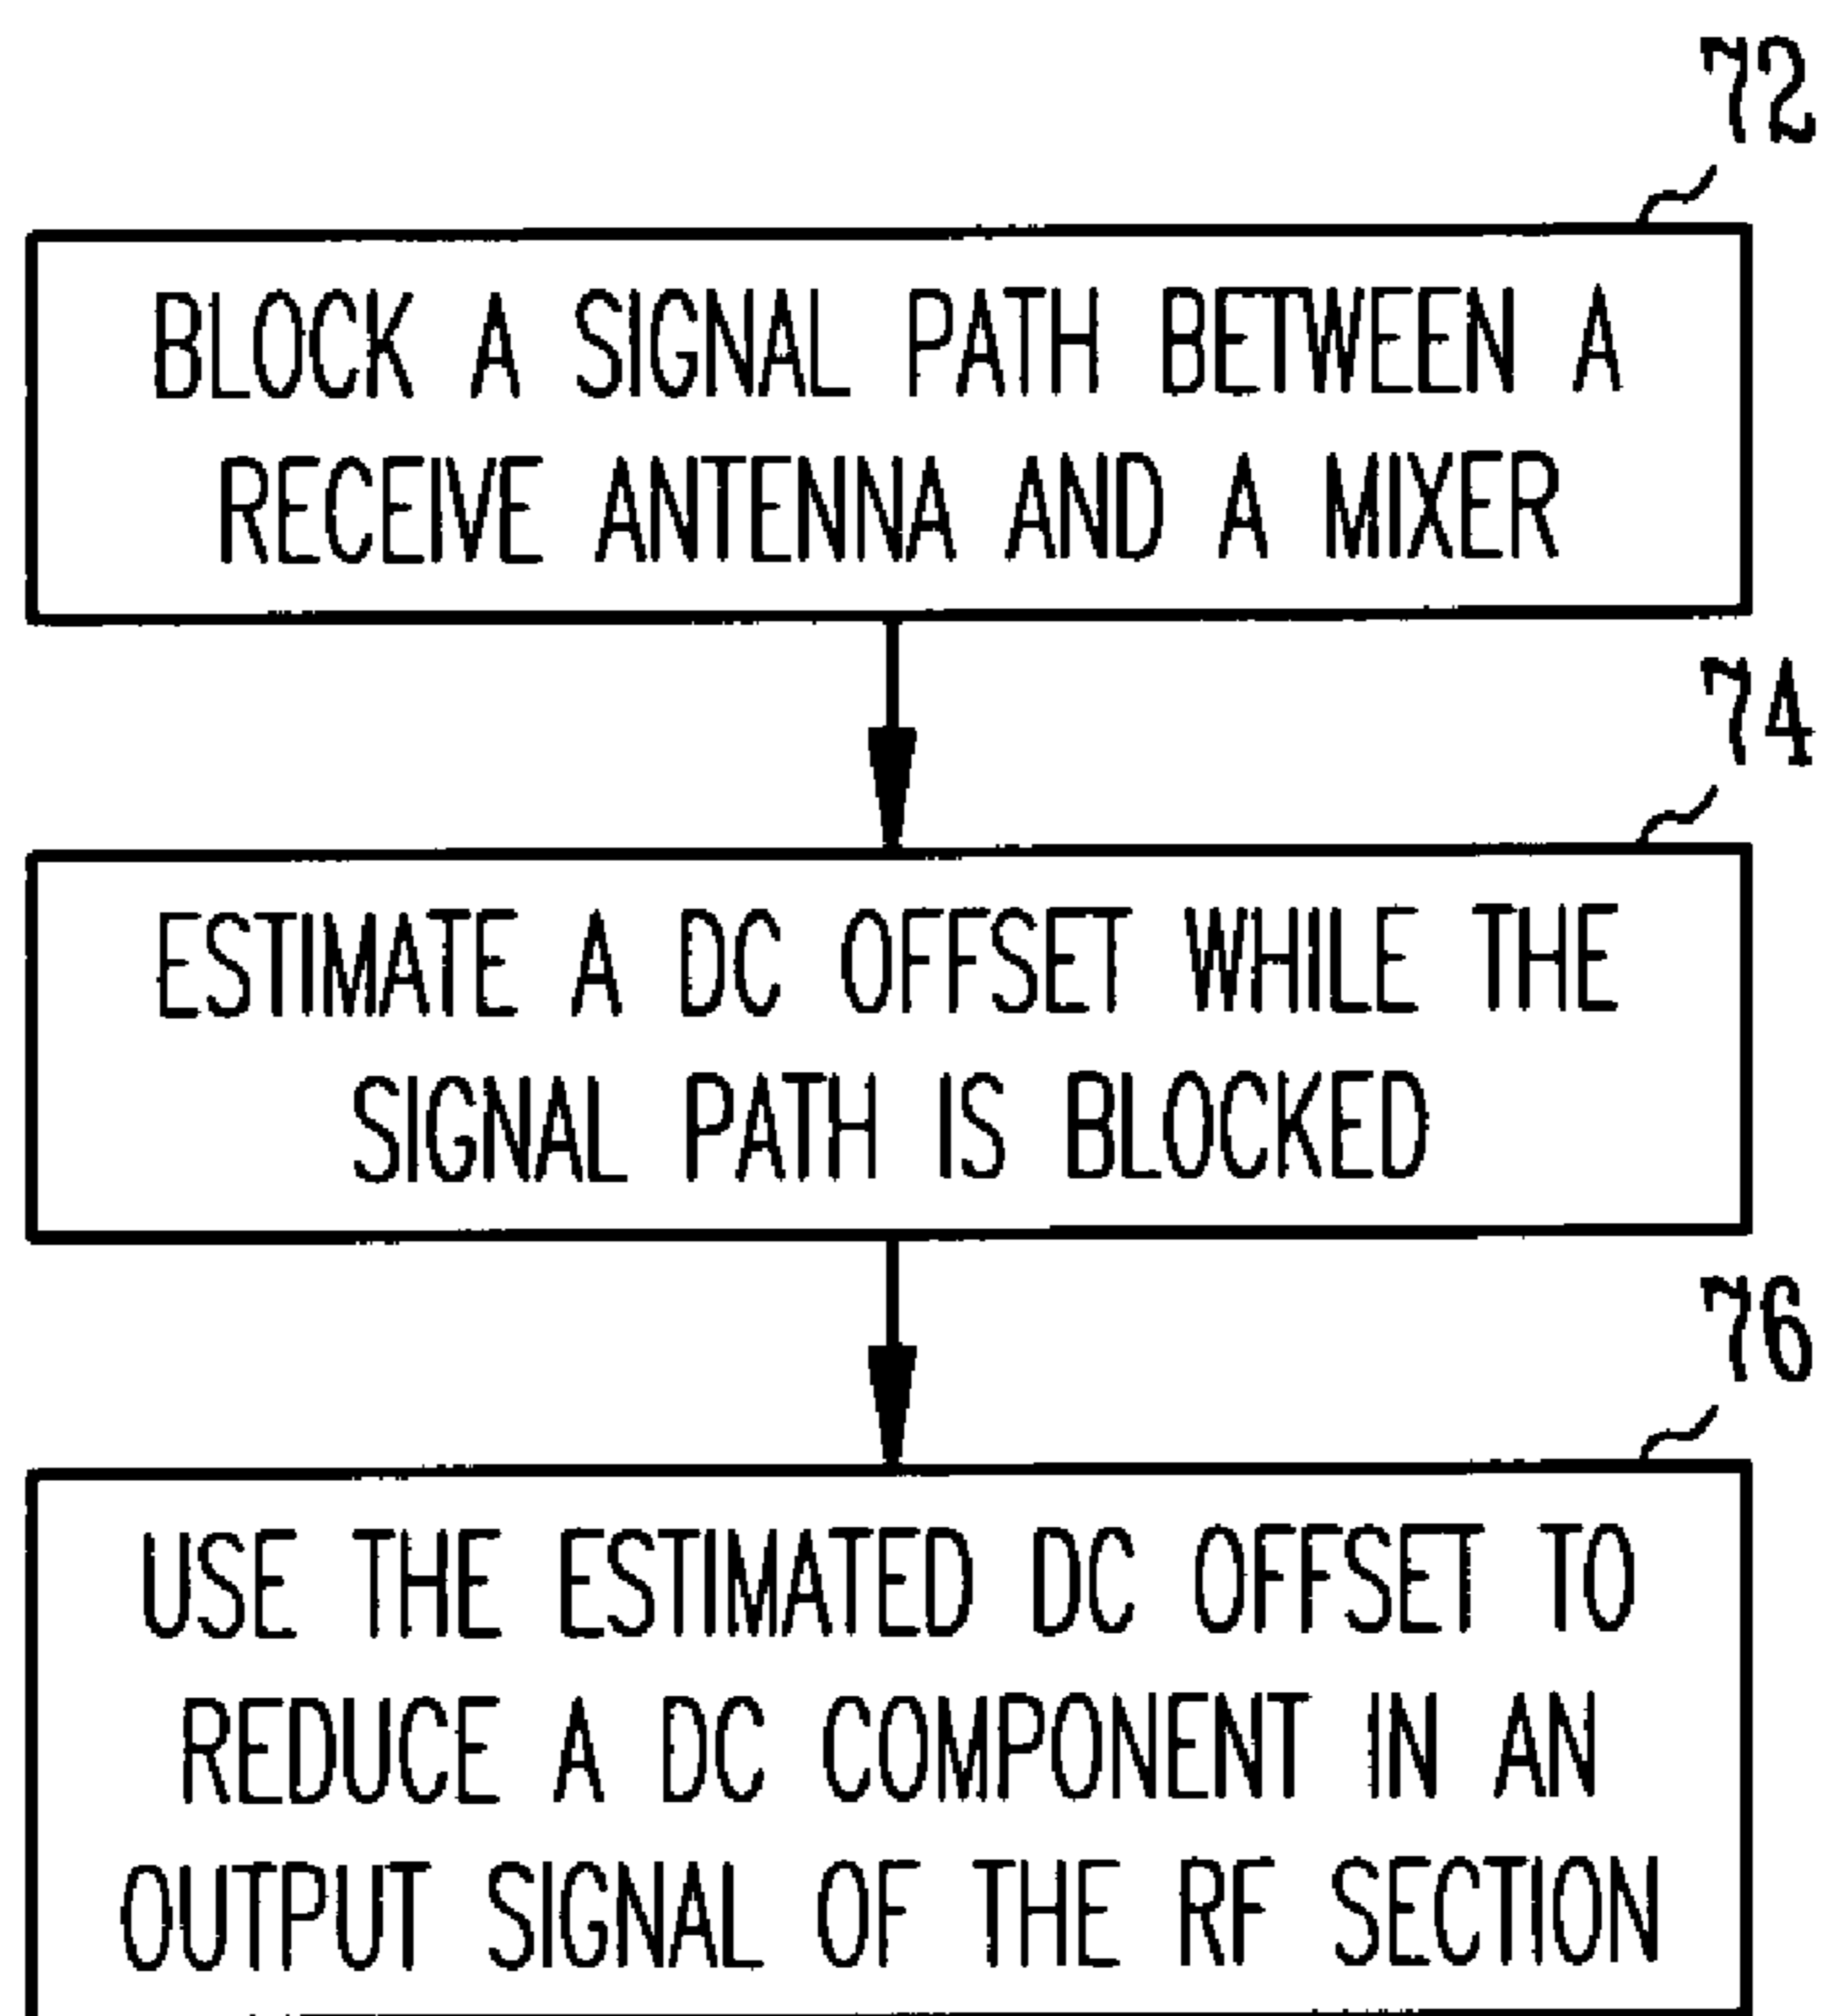 72
BLOCK A SIGNAL PATH BETWEEN A
RECEIVE ANTENNA AND A MIXER
74
ESTIMATE A DC OFFSET WHILE THE
SIGNAL PATH IS BLOCKED
76
USE THE ESTIMATED DC OFFSET TO
REDUCE A DC COMPONENT IN AN
OUTPUT SIGNAL OF THE RF SECTION